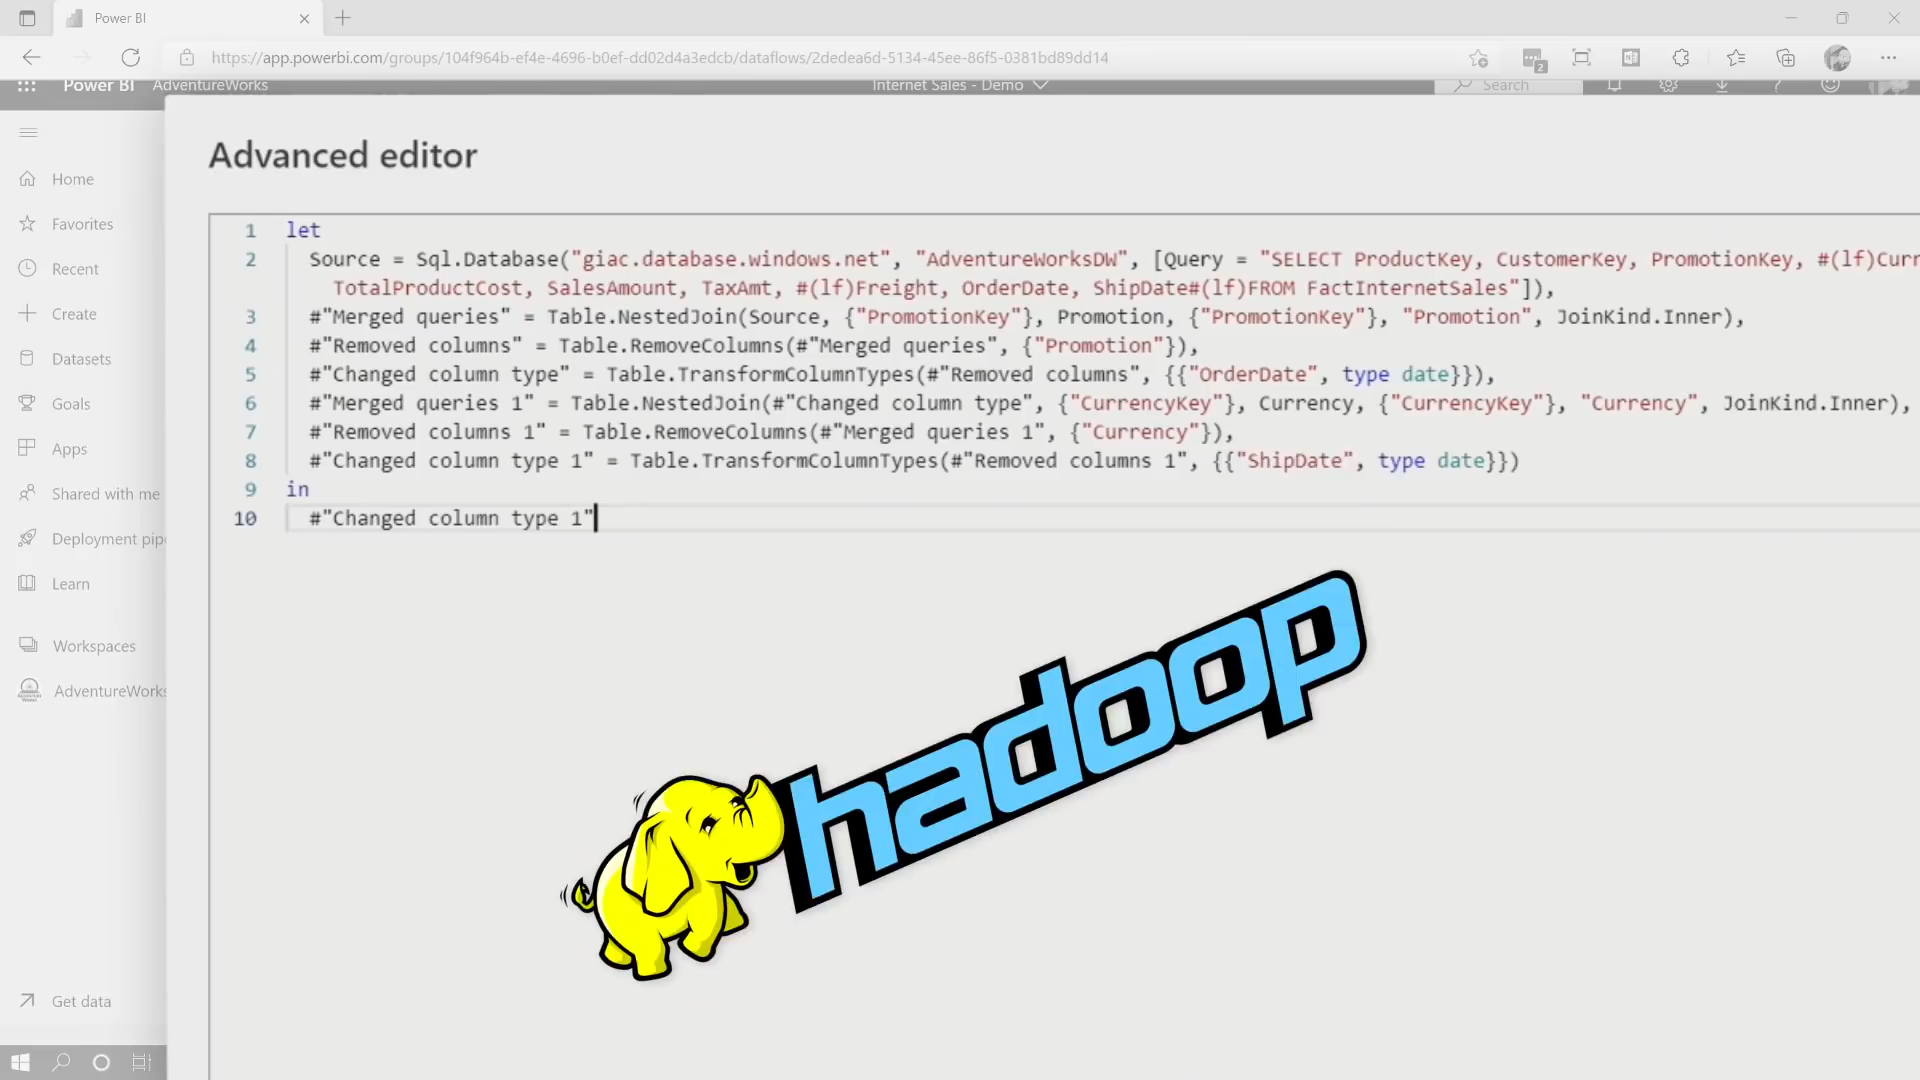 Power BI
https://app.powerbi.com/groups/104f964b-ef4e-4696-b0ef-dd02d4a3edcb/dataflows/2dedea6d-5134-45ee-86f5-0381bd89dd14
2
Power BI AdventureWorks Internet Sales - Demo Search
Advanced editor
Home
Favorites
Recent
Create
Datasets
Goals
Apps
Shared with me
Deployment pip
Learn
Workspaces
AdventureWorks
Get data
1 let
2 Source = Sql.Database("giac.database.windows.net", "AdventureWorksDW", [Query = "SELECT ProductKey, CustomerKey, PromotionKey, #(lf)Curr
TotalProductCost, SalesAmount, TaxAmt, #(lf)Freight, OrderDate, ShipDate#(lf)FROM FactInternetSales"]),
3 #"Merged queries" = Table.NestedJoin(Source, {"PromotionKey"}, Promotion, {"PromotionKey"}, "Promotion", JoinKind.Inner),
4 #"Removed columns" = Table.RemoveColumns(#"Merged queries", {"Promotion"}),
5 #"Changed column type" = Table.TransformColumnTypes(#"Removed columns", {{"OrderDate", type date}}),
6 #"Merged queries 1" = Table.NestedJoin(#"Changed column type", {"CurrencyKey"}, Currency, {"CurrencyKey"}, "Currency", JoinKind.Inner),
7 #"Removed columns 1" = Table.RemoveColumns(#"Merged queries 1", {"Currency"}),
8 #"Changed column type 1" = Table.TransformColumnTypes(#"Removed columns 1", {{"ShipDate", type date}})
9 in
10 #"Changed column type 1"
hadoop